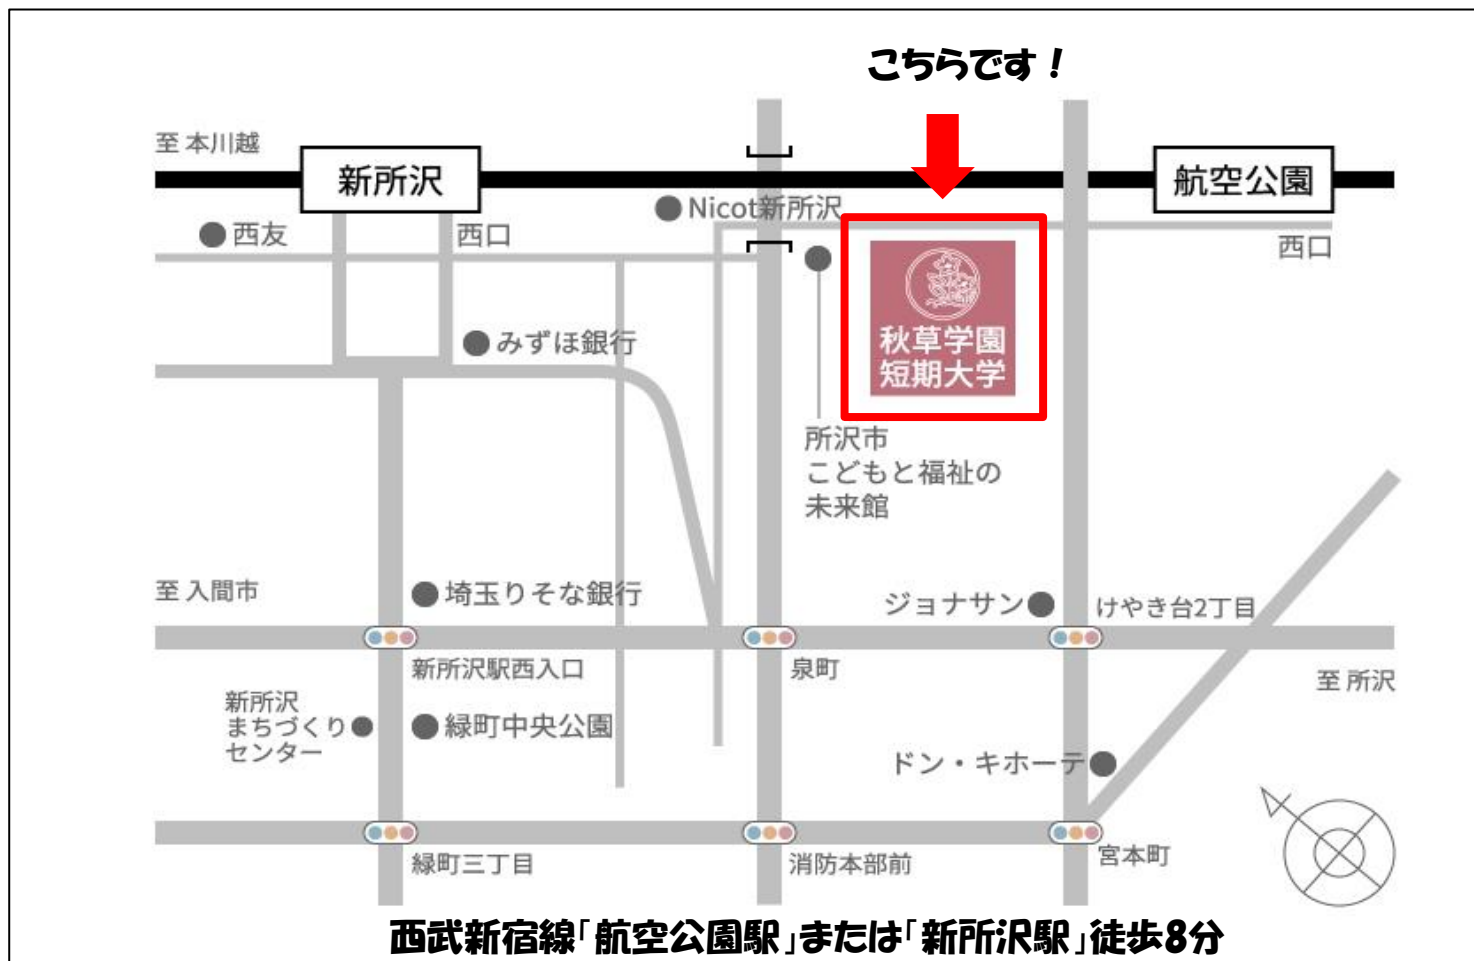 こちらです！
至 本川越
新所沢
航空公園
Nicot新所沢
西友
西口
西口
秋草学園
短期大学
みずほ銀行
所沢市
こどもと福祉の
未来館
至 入間市
埼玉りそな銀行
ジョナサン
けやき台2丁目
新所沢駅西入口
泉町
至 所沢
新所沢
まちづくり
センター
緑町中央公園
ドン・キホーテ
緑町三丁目
消防本部前
宮本町
西武新宿線｢航空公園駅｣または｢新所沢駅｣徒歩8分